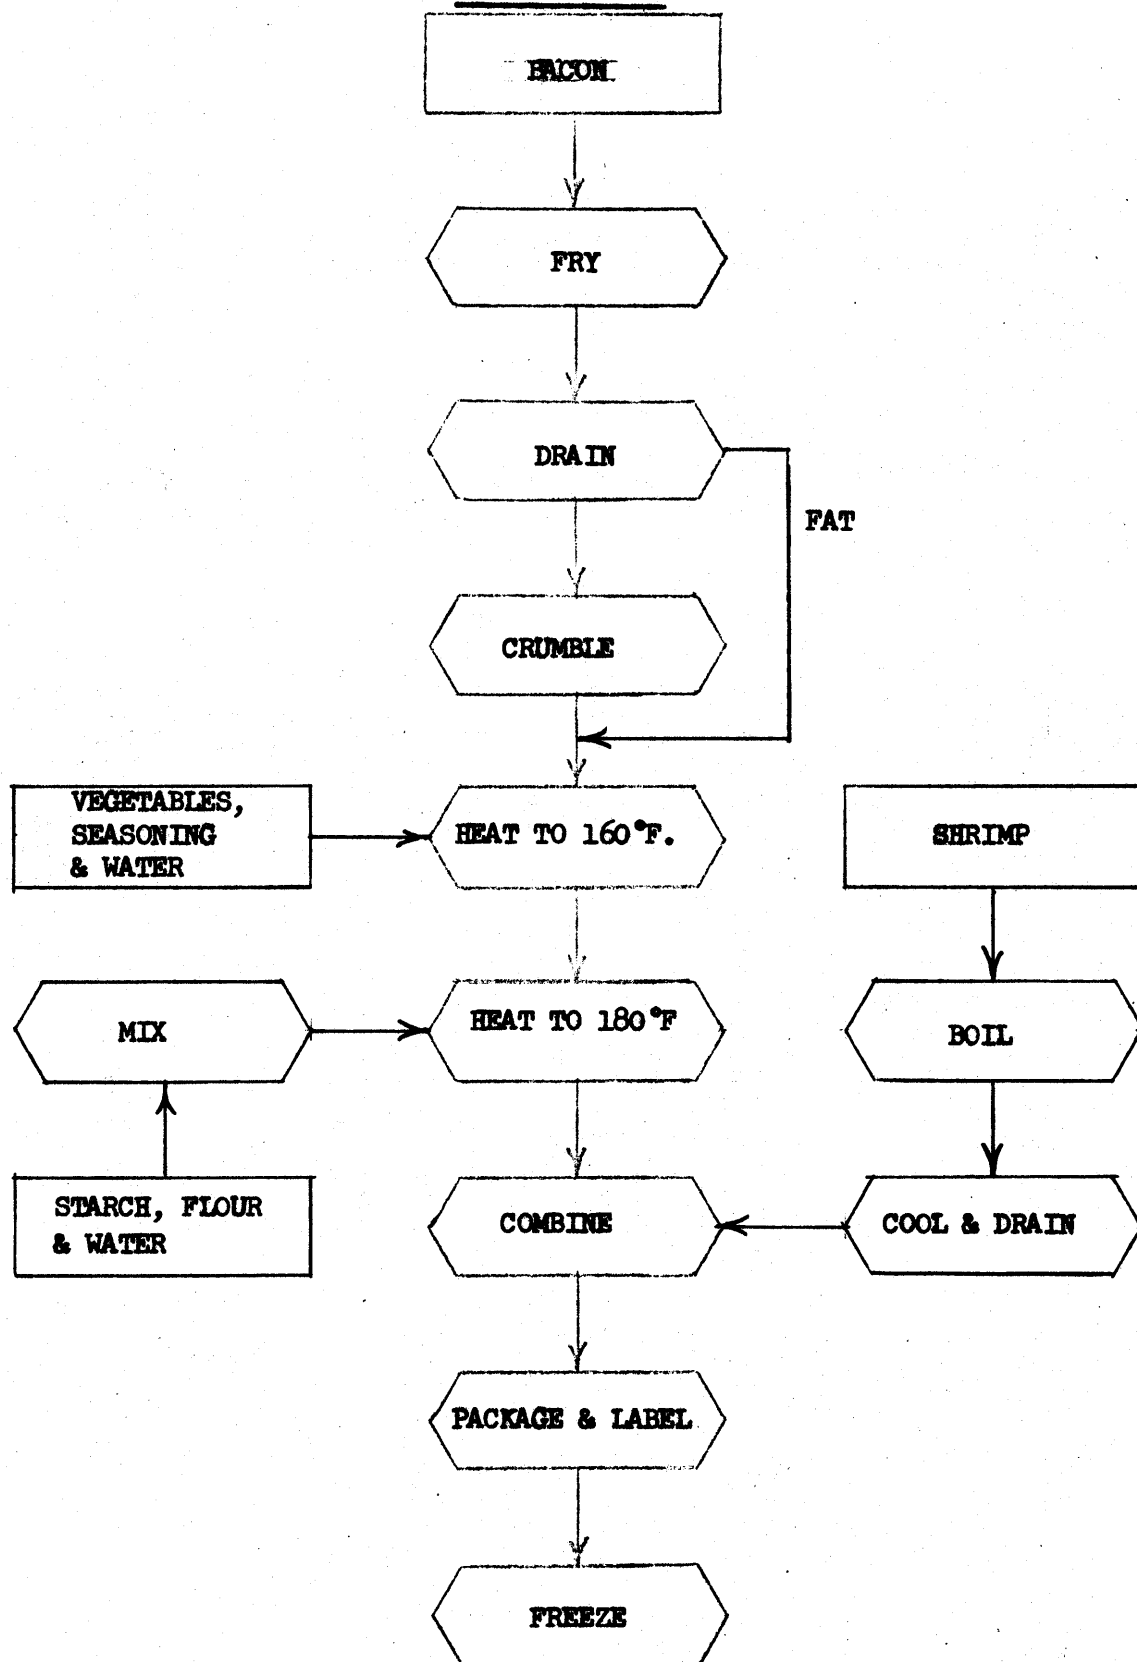 BACON
FRY
DRAIN
FAT
CRUMBLE
VEGETABLES,
SEASONING
& WATER
HEAT TO 160°F.
SHRIMP
MIX
HEAT TO 180°F
BOIL
STARCH, FLOUR
& WATER
COMBINE
COOL & DRAIN
PACKAGE & LABEL
FREEZE